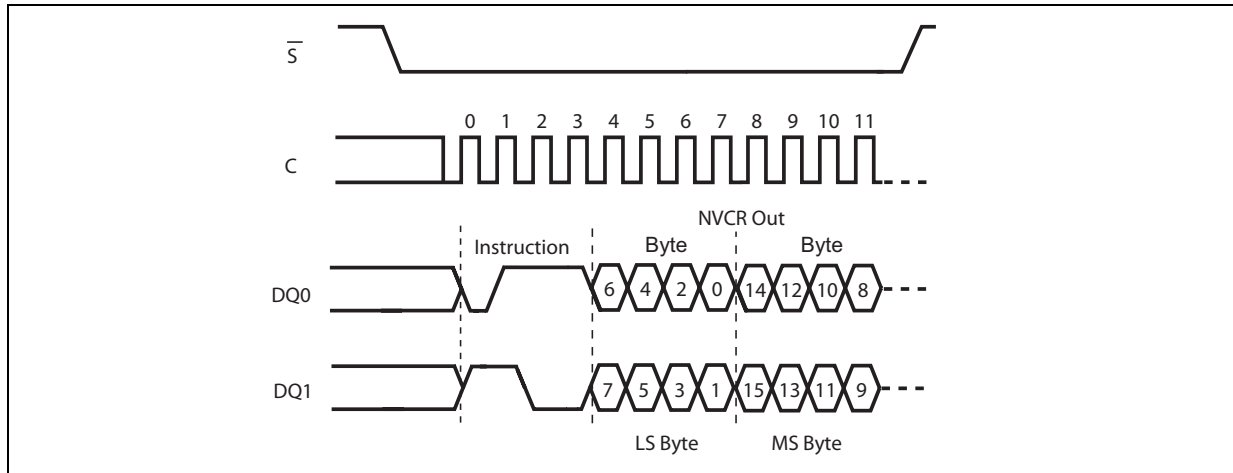 S
0 1 2 3 4 5 6 7 8 9 10 11
C
NVCR Out
Instruction Byte Byte
DQ0 6 4 2 0 14 12 10 8
DQ1 7 5 3 1 15 13 11 9
LS Byte MS Byte